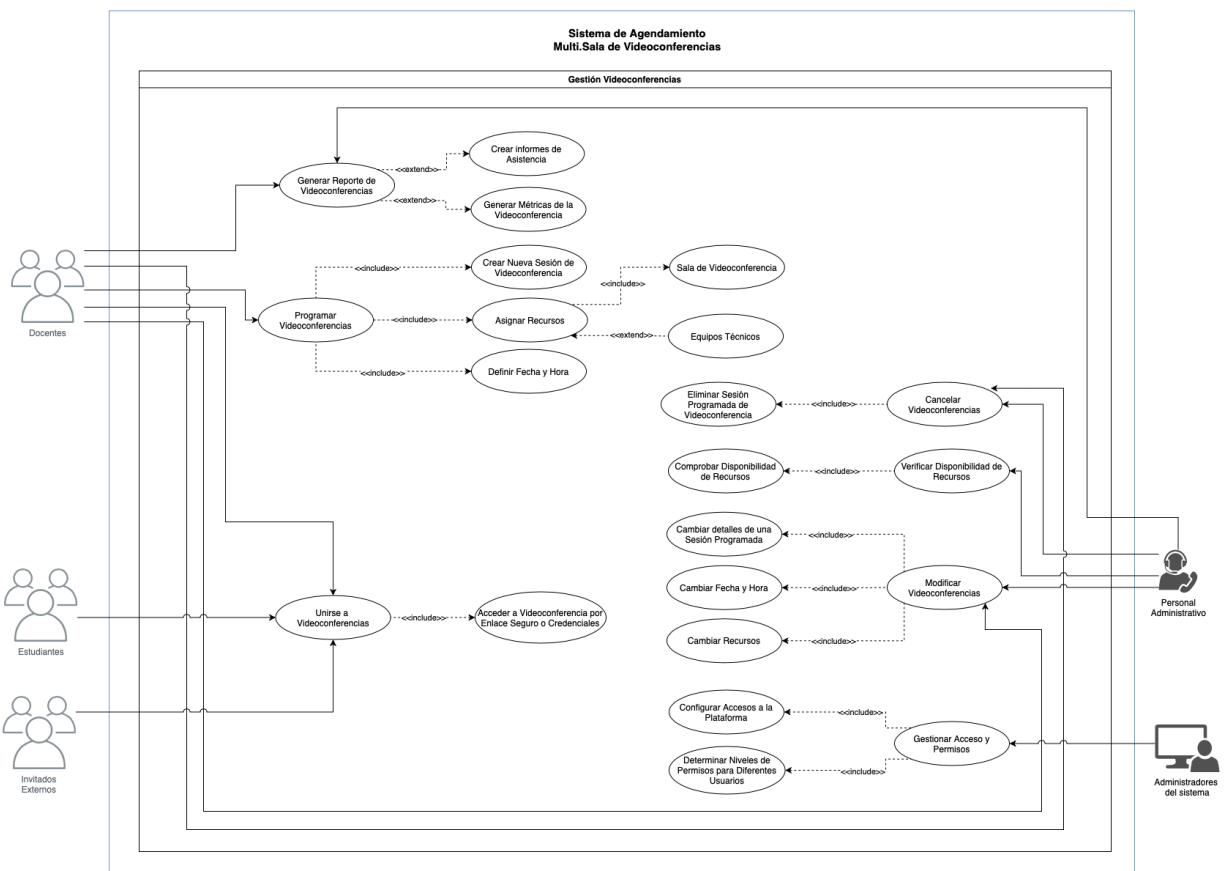 Sistema de Agendamiento
Multi.Sala de Videoconferencias
Gestión Videoconferencias
Crear informes de
Asistencia
<<extend>>
Generar Reporte de
Videoconferencias
<<extend>>
Generar Métricas de la
Videoconferencia
Docentes
Crear Nueva Sesión de
Videoconferencia
<<include>>
Sala de Videoconferencia
<<include>>
Programar
Videoconferencias
<<include>>
Asignar Recursos
<<extend>>
Equipos Técnicos
<<include>>
Definir Fecha y Hora
Eliminar Sesión
Programada de
Videoconferencia
<<include>>
Cancelar
Videoconferencias
Comprobar Disponibilidad
de Recursos
<<include>>
Verificar Disponibilidad de
Recursos
Cambiar detalles de una
Sesión Programada
<<include>>
Cambiar Fecha y Hora
<<include>>
Modificar
Videoconferencias
Personal
Administrativo
Cambiar Recursos
<<include>>
Estudiantes
Unirse a
Videoconferencias
<<include>>
Acceder a Videoconferencia por
Enlace Seguro o Credenciales
Invitados
Externos
Configurar Accesos a la
Plataforma
<<include>>
Gestionar Acceso y
Permisos
Determinar Niveles de
Permisos para Diferentes
Usuarios
<<include>>
Administradores
del sistema